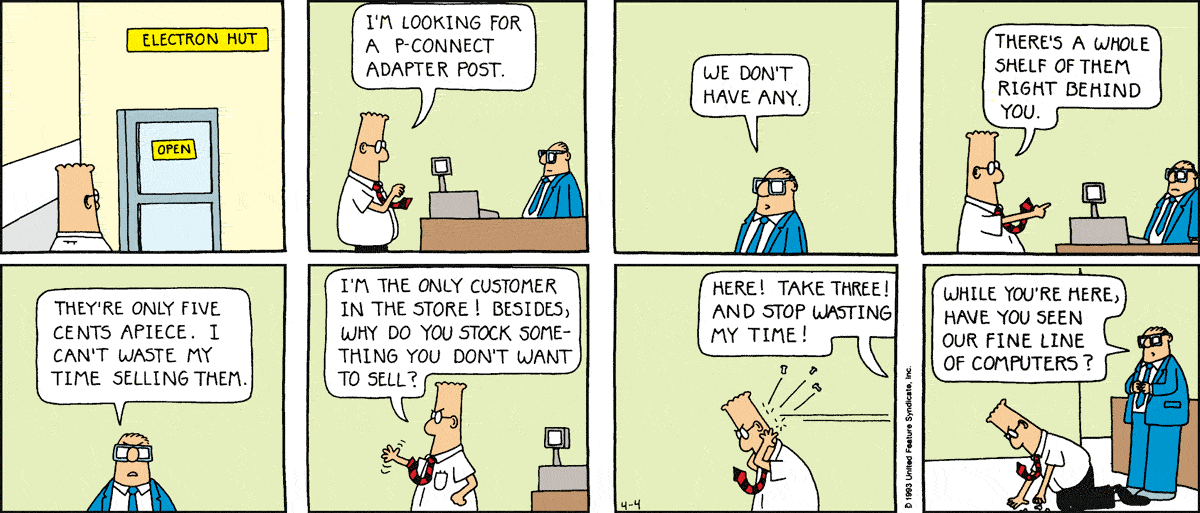 ELECTRON HUT
OPEN
I'M LOOKING FOR
A P-CONNECT
ADAPTER POST.
WE DON'T
HAVE ANY.
THERE'S A WHOLE
SHELF OF THEM
RIGHT BEHIND
YOU.
THEY'RE ONLY FIVE
CENTS APIECE. I
CAN'T WASTE MY
TIME SELLING THEM.
I'M THE ONLY CUSTOMER
IN THE STORE! BESIDES,
WHY DO YOU STOCK SOME-
THING YOU DON'T WANT
TO SELL?
HERE! TAKE THREE!
AND STOP WASTING
MY TIME!
4-4
© 1993 United Feature Syndicate, Inc.
WHILE YOU'RE HERE,
HAVE YOU SEEN
OUR FINE LINE
OF COMPUTERS?